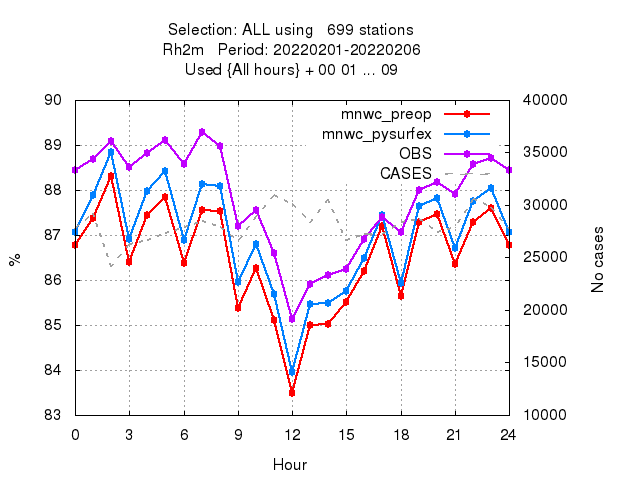 Selection: ALL using 699 stations
Rh2m Period: 20220201-20220206
Used {All hours} + 00 01 ... 09
90 40000
mnwc_preop
mnwc_pysurfex
OBS
CASES
89 35000
88 30000
87 25000
86 20000
85 15000
84 10000
83
%
No cases
0 3 6 9 12 15 18 21 24
Hour